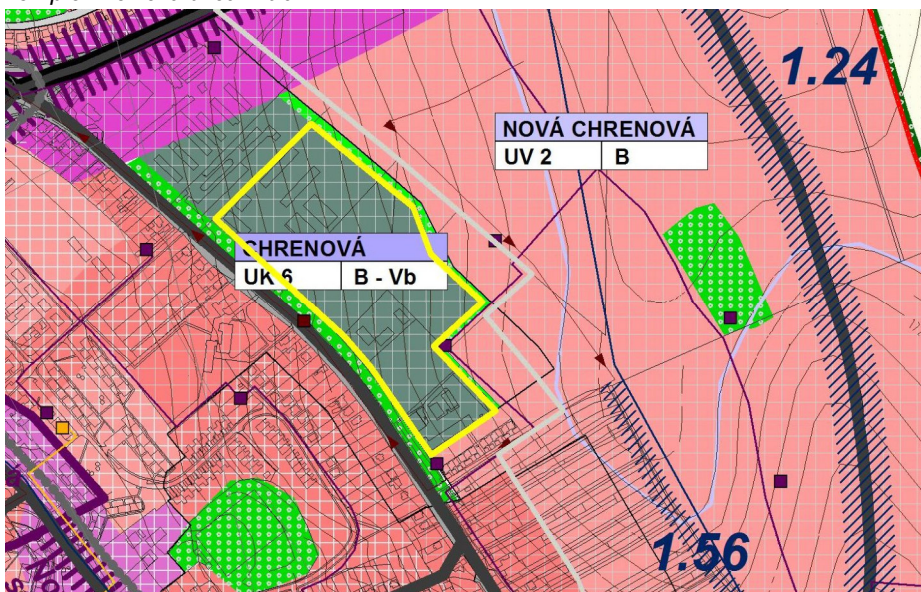 1.24
NOVÁ CHRENOVÁ
UV 2
B
CHRENOVÁ
UK 6
B - Vb
1.56